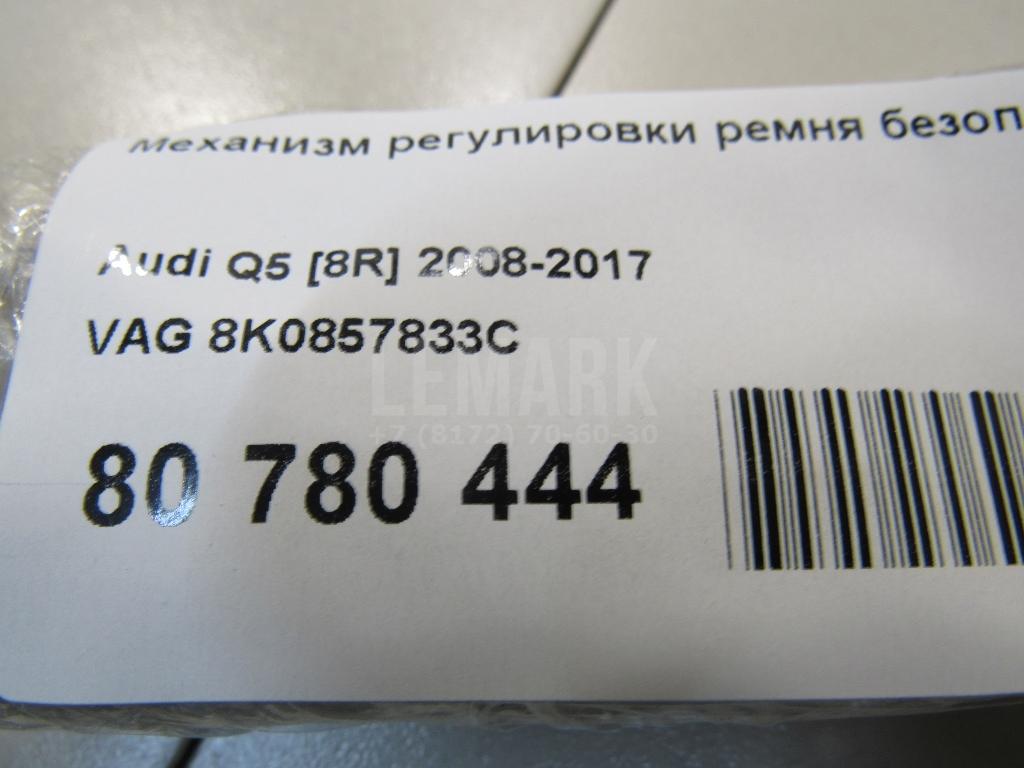 Механизм регулировки ремня безоп
Audi Q5 [8R] 2008-2017
VAG 8K0857833C
LEMARK
+7 (8172) 70-60-30
80 780 444